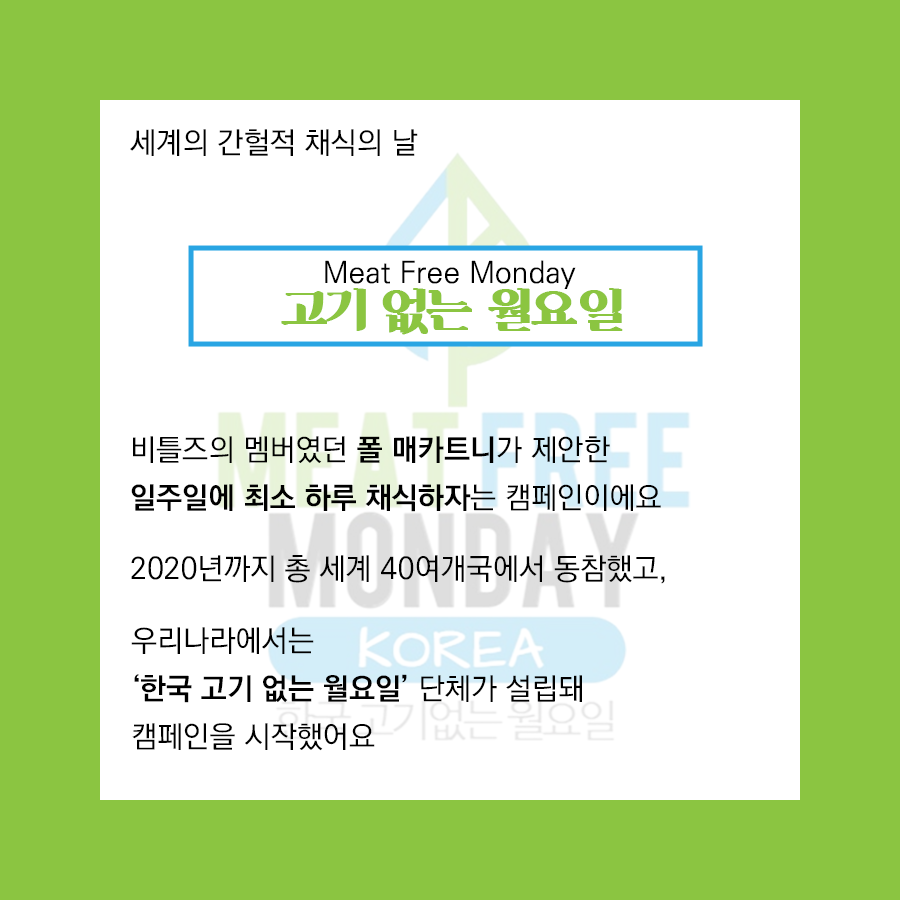 세계의 간헐적 채식의 날
Meat Free Monday
고기 없는 월요일
비틀즈의 멤버였던 폴 매카트니가 제안한
일주일에 최소 하루 채식하자는 캠페인이에요
2020년까지 총 세계 40여개국에서 동참했고,
우리나라에서는
‘한국 고기 없는 월요일’ 단체가 설립돼
캠페인을 시작했어요
MEAT FREE
MONDAY
KOREA
한국 고기없는 월요일